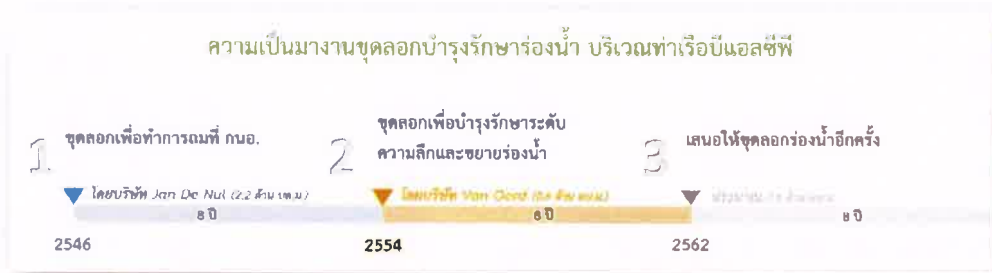 ความเป็นมางานขุดลอกบำรุงรักษาร่องน้ำ บริเวณท่าเรือบีแอลซีพี
1 ขุดลอกเพื่อทำการถมที่ กนอ.
2 ขุดลอกเพื่อบำรุงรักษาระดับ
ความลึกและขยายร่องน้ำ
3 เสนอให้ขุดลอกร่องน้ำอีกครั้ง
โดยบริษัท Jan De Nul (2.2 ล้าน ลบ.ม.)
โดยบริษัท Van Oord
8 ปี
8 ปี
8 ปี
2546
2554
2562